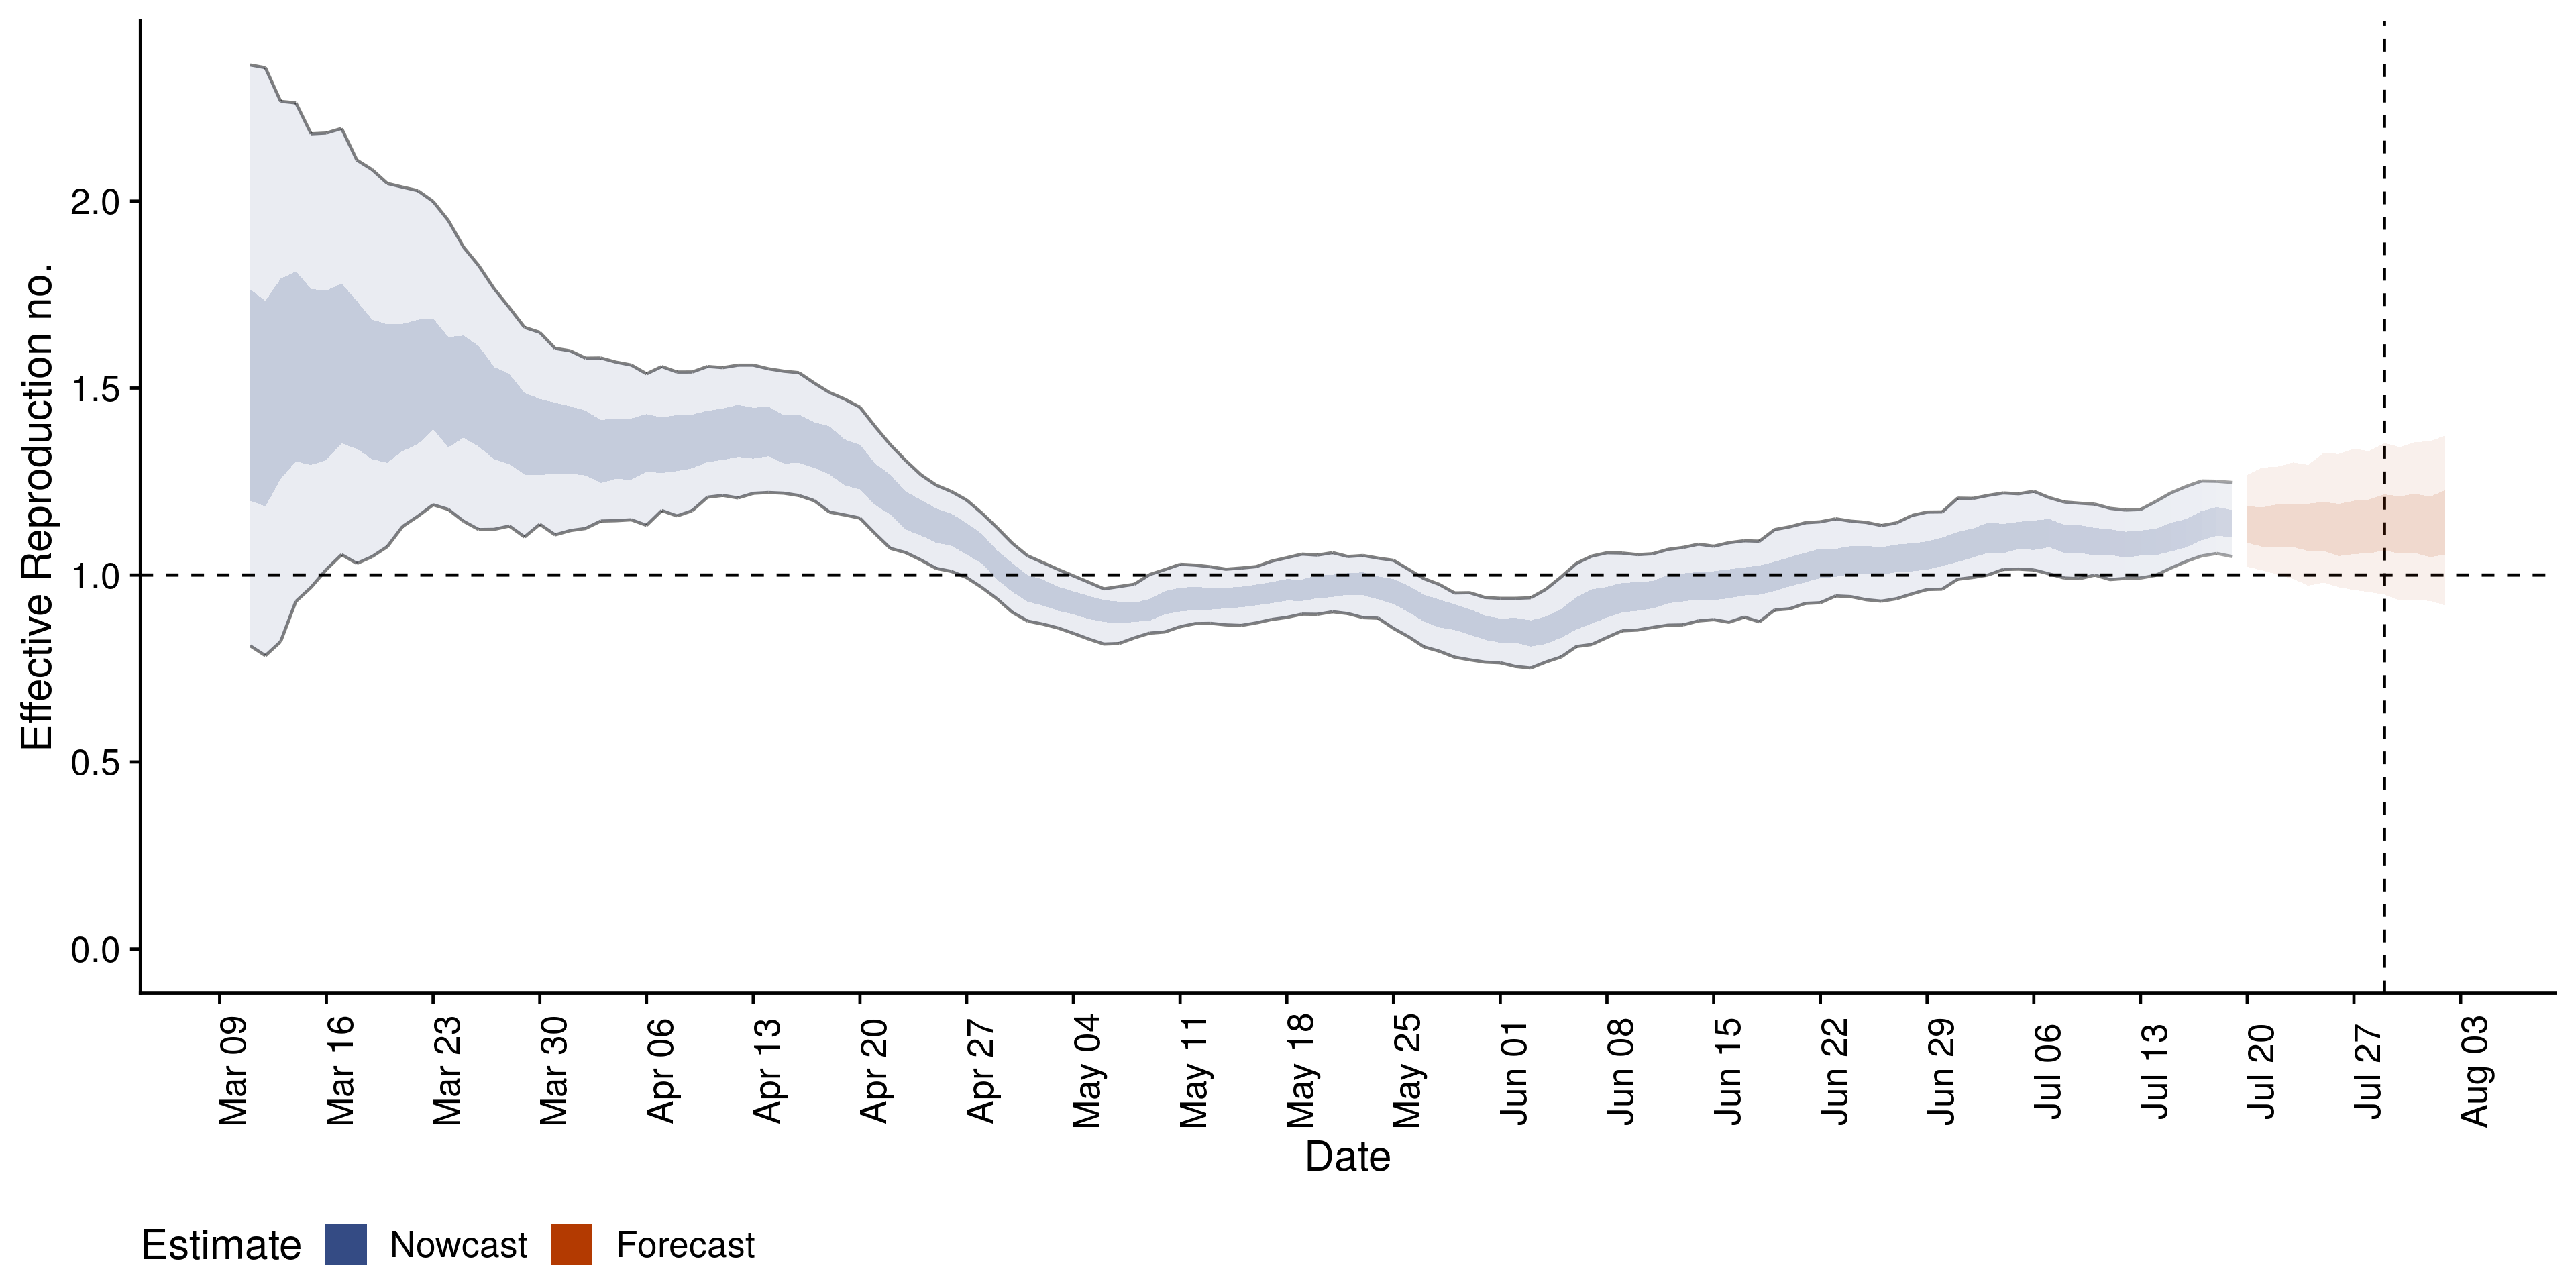 Effective Reproduction no.
2.0
1.5
1.0
0.5
0.0
Mar 09
Mar 16
Mar 23
Mar 30
Apr 06
Apr 13
Apr 20
Apr 27
May 04
May 11
May 18
May 25
Jun 01
Jun 08
Jun 15
Jun 22
Jun 29
Jul 06
Jul 13
Jul 20
Jul 27
Aug 03
Date
Estimate Nowcast Forecast